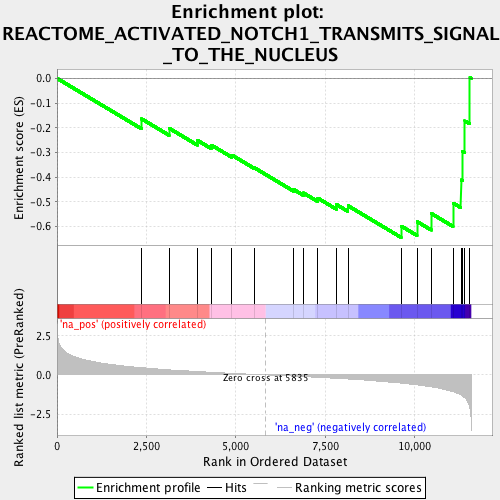 Enrichment plot:
REACTOME_ACTIVATED_NOTCH1_TRANSMITS_SIGNAL
_TO_THE_NUCLEUS
Enrichment score (ES)
0.0
-0.1
-0.2
-0.3
-0.4
-0.5
-0.6
'na_pos' (positively correlated)
Ranked list metric (PreRanked)
2.5
0.0
-2.5
Zero cross at 5835
'na_neg' (negatively correlated)
0
2,500
5,000
7,500
10,000
Rank in Ordered Dataset
Enrichment profile
Hits
Ranking metric scores